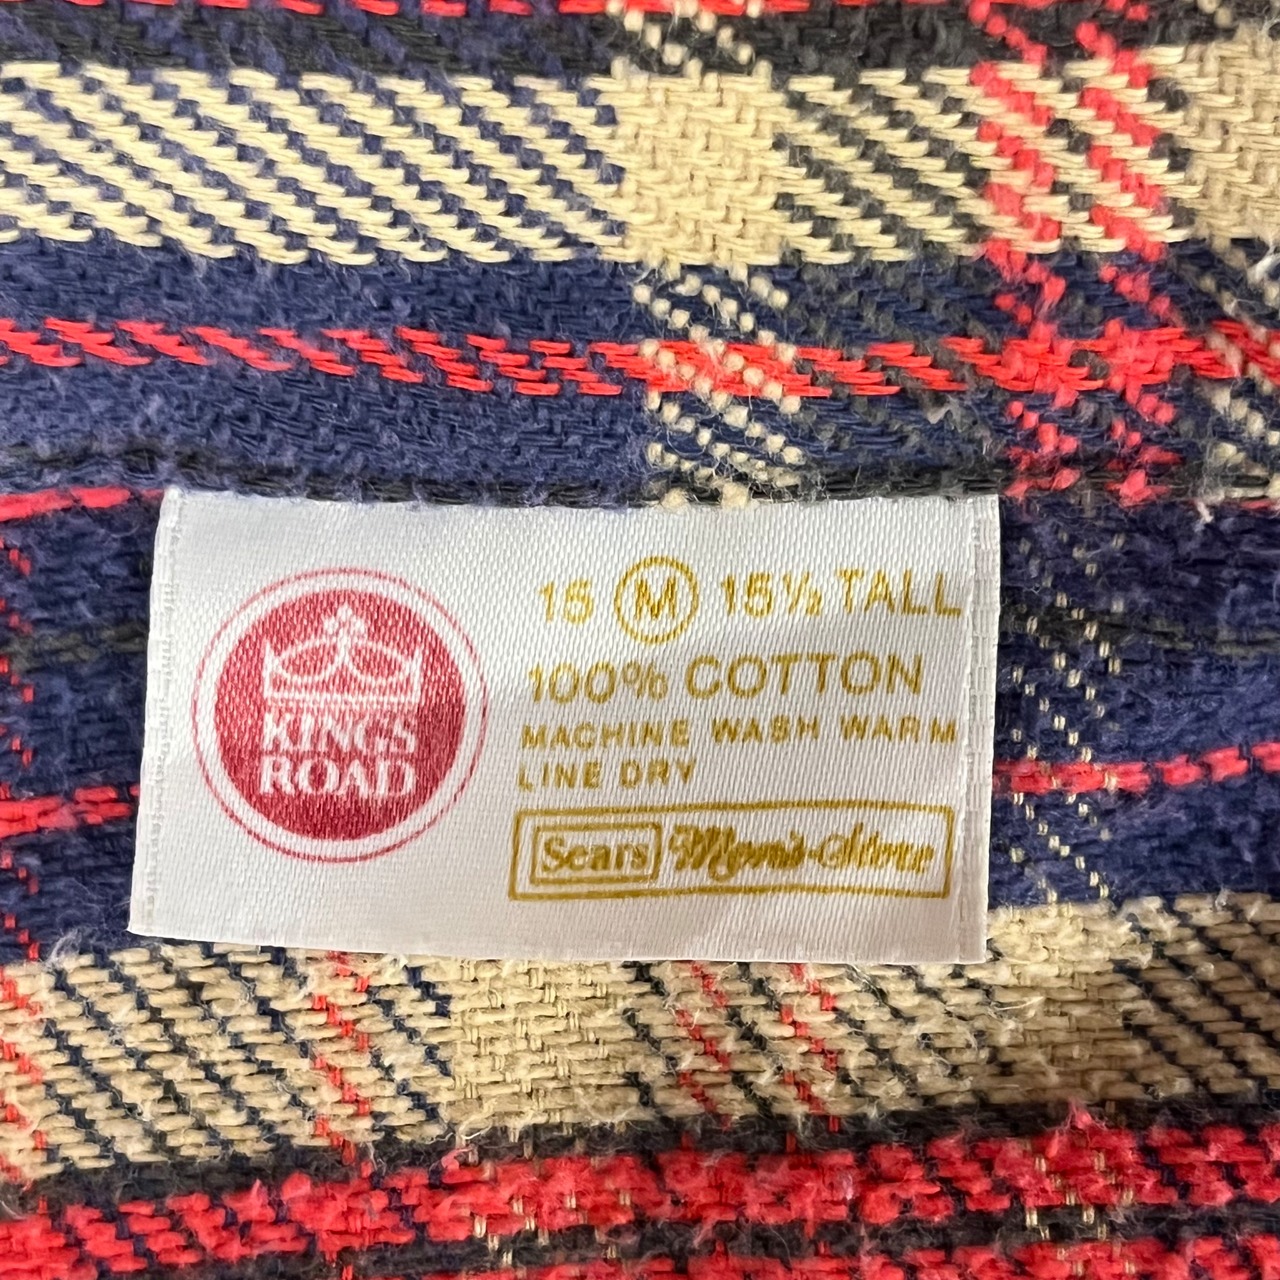 KINGS
ROAD
15 M 15½ TALL
100% COTTON
MACHINE WASH WARM
LINE DRY
Sears Men's Store